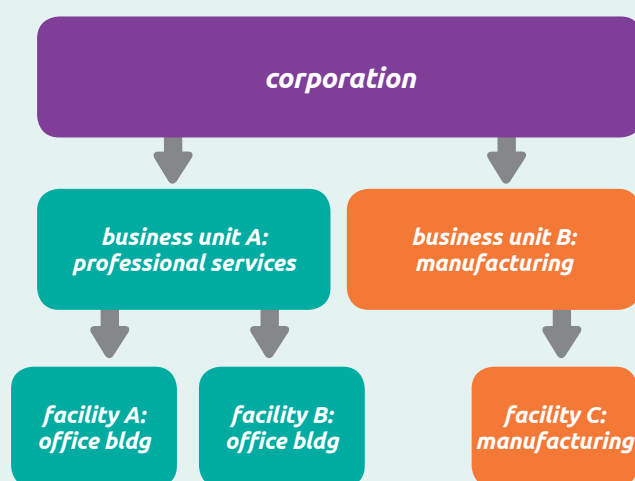 corporation
business unit A:
professional services
business unit B:
manufacturing
facility A:
office bldg
facility B:
office bldg
facility C:
manufacturing